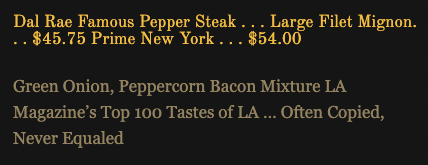 Dal Rae Famous Pepper Steak . . . Large Filet Mignon.
. . $45.75 Prime New York . . . $54.00
Green Onion, Peppercorn Bacon Mixture LA
Magazine’s Top 100 Tastes of LA ... Often Copied,
Never Equaled